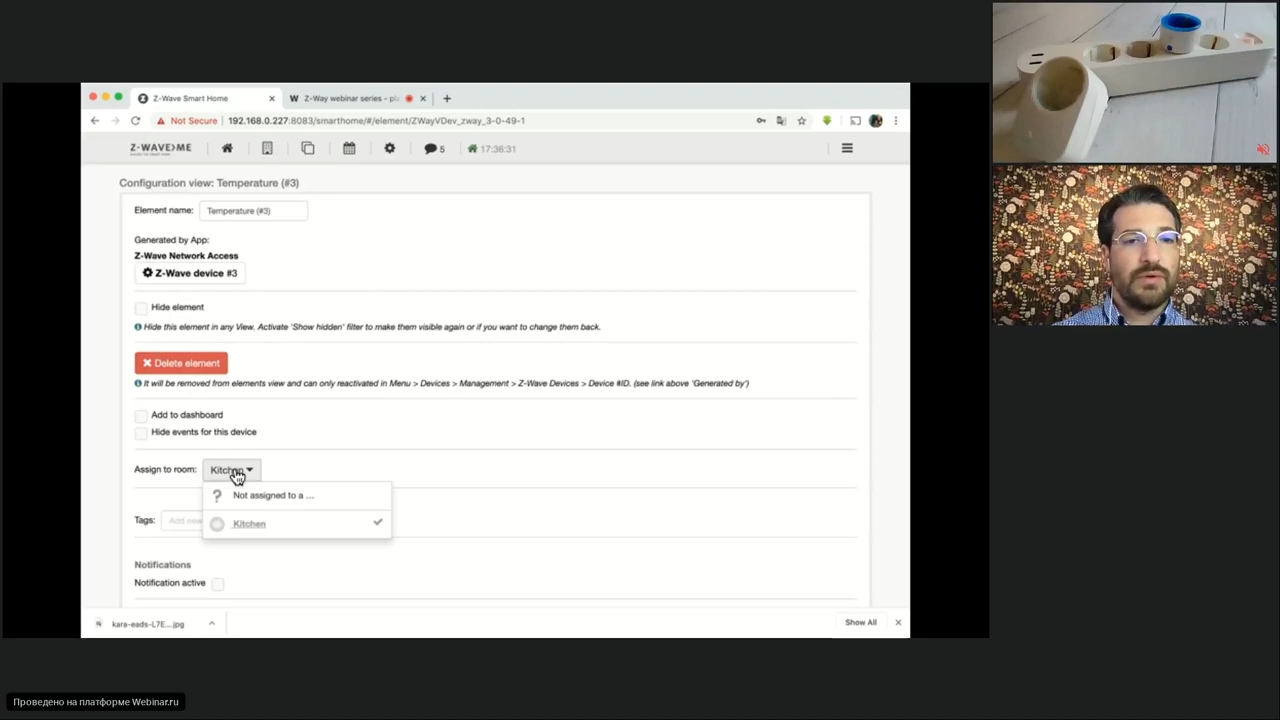 Z-Wave Smart Home
Z-Way webinar series - pla
Not Secure
192.168.0.227:8083/smarthome/#/element/ZWayVDev_zway_3-0-49-1
Z-WAVE>ME
5
17:36:31
Configuration view: Temperature (#3)
Element name:
Temperature (#3)
Generated by App:
Z-Wave Network Access
Z-Wave device #3
Hide element
Hide this element in any View. Activate 'Show hidden' filter to make them visible again or if you want to change them back.
Delete element
It will be removed from elements view and can only reactivated in Menu > Devices > Management > Z-Wave Devices > Device #ID. (see link above 'Generated by')
Add to dashboard
Hide events for this device
Assign to room:
Kitchen
Not assigned to a ...
Kitchen
Tags:
Add new
Notifications
Notification active
kara-eads-L7E....jpg
Show All
Проведено на платформе Webinar.ru